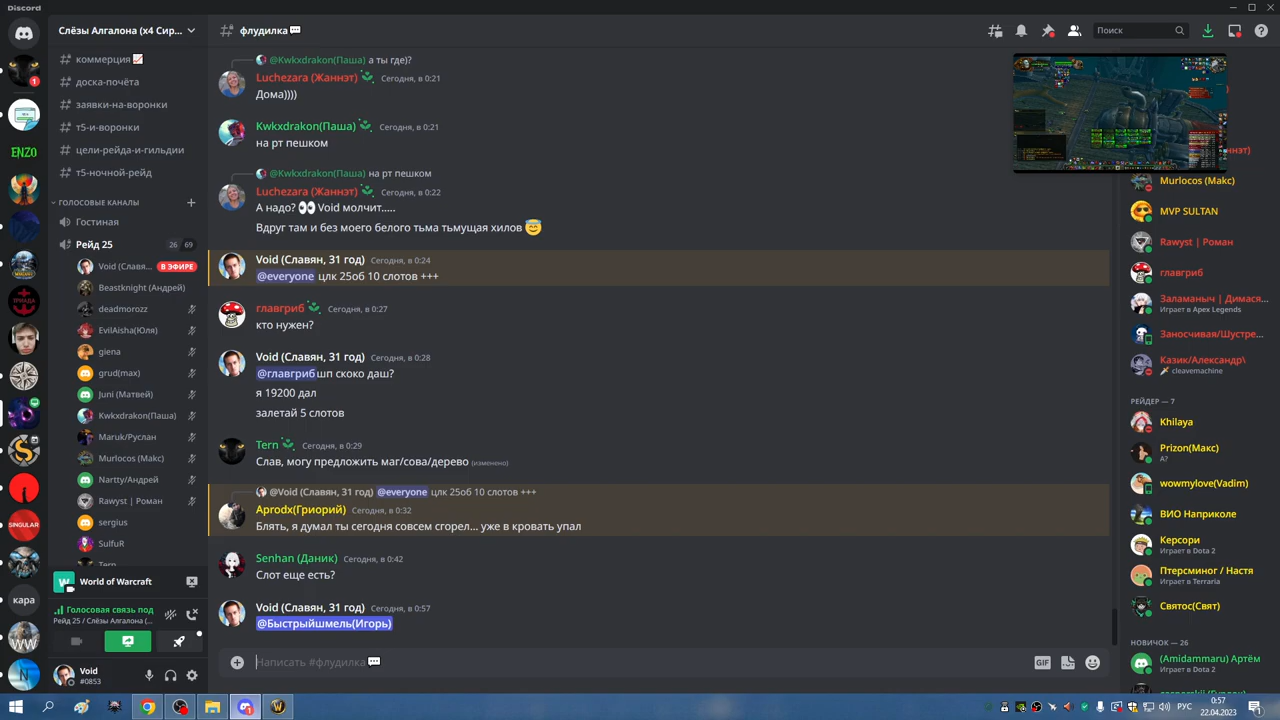 Discord
Слёзы Алгалона (x4 Сир...
флудилка
Поиск
ENZO
ТРИАДА
SINGULAR
кара
WW
N
коммерция
доска-почёта
заявки-на-воронки
т5-и-воронки
цели-рейда-и-гильдии
т5-ночной-рейд
ГОЛОСОВЫЕ КАНАЛЫ
Гостиная
Рейд 25
26 69
Void (Славя...
В ЭФИРЕ
Beastknight (Андрей)
deadmorozz
EvilAisha(Юля)
giena
grud(max)
Juni (Матвей)
Kwkxdrakon(Паша)
Maruk/Руслан
Murlocos (Макс)
Nartty/Андрей
Rawyst | Роман
sergius
SulfuR
Tern
World of Warcraft
Голосовая связь под
Рейд 25 / Слёзы Алгалона (...
Void
#0853
@Kwkxdrakon(Паша) а ты где)?
Luchezara (Жаннэт) Сегодня, в 0:21
Дома))))
Kwkxdrakon(Паша) Сегодня, в 0:21
на рт пешком
@Kwkxdrakon(Паша) на рт пешком
Luchezara (Жаннэт) Сегодня, в 0:22
А надо? 👀 Void молчит.....
Вдруг там и без моего белого тьма тьмущая хилов 😇
Void (Славян, 31 год) Сегодня, в 0:24
@everyone цлк 25об 10 слотов +++
главгриб Сегодня, в 0:27
кто нужен?
Void (Славян, 31 год) Сегодня, в 0:28
@главгриб шп скоко даш?
я 19200 дал
залетай 5 слотов
Tern Сегодня, в 0:29
Слав, могу предложить маг/сова/дерево (изменено)
@Void (Славян, 31 год) @everyone цлк 25об 10 слотов +++
Aprodx(Гриорий) Сегодня, в 0:32
Блять, я думал ты сегодня совсем сгорел... уже в кровать упал
Senhan (Даник) Сегодня, в 0:42
Слот еще есть?
Void (Славян, 31 год) Сегодня, в 0:57
@Быстрыйшмель(Игорь)
Написать #флудилка
GIF
Murlocos (Макс)
MVP SULTAN
Rawyst | Роман
главгриб
Заламаныч | Димася...
Играет в Apex Legends
Заносчивая/Шустре...
Казик/Александр\
cleavemachine
РЕЙДЕР — 7
Khilaya
Prizon(Макс)
А?
wowmylove(Vadim)
ВИО Наприколе
Керсори
Играет в Dota 2
Птерсминог / Настя
Играет в Terraria
Святос(Свят)
НОВИЧОК — 26
(Amidammaru) Артём
Играет в Dota 2
РУС
0:57
22.04.2023